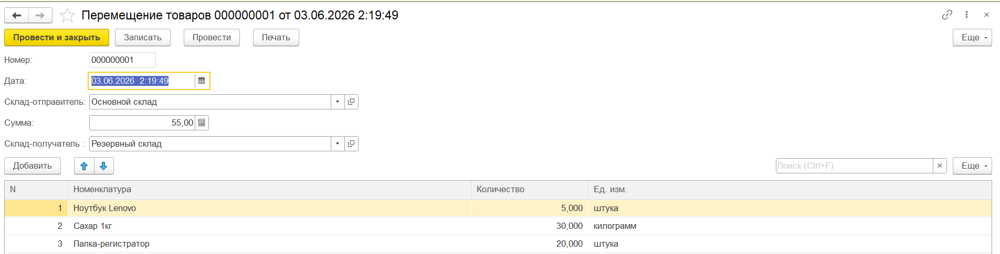 Перемещение товаров 000000001 от 03.06.2026 2:19:49
Провести и закрыть Записать Провести Печать Еще
Номер: 000000001
Дата: 03.06.2026 2:19:49
Склад-отправитель: Основной склад
Сумма: 55,00
Склад-получатель : Резервный склад
Добавить Поиск (Ctrl+F) Еще
N Номенклатура Количество Ед. изм.
1 Ноутбук Lenovo 5,000 штука
2 Сахар 1кг 30,000 килограмм
3 Папка-регистратор 20,000 штука